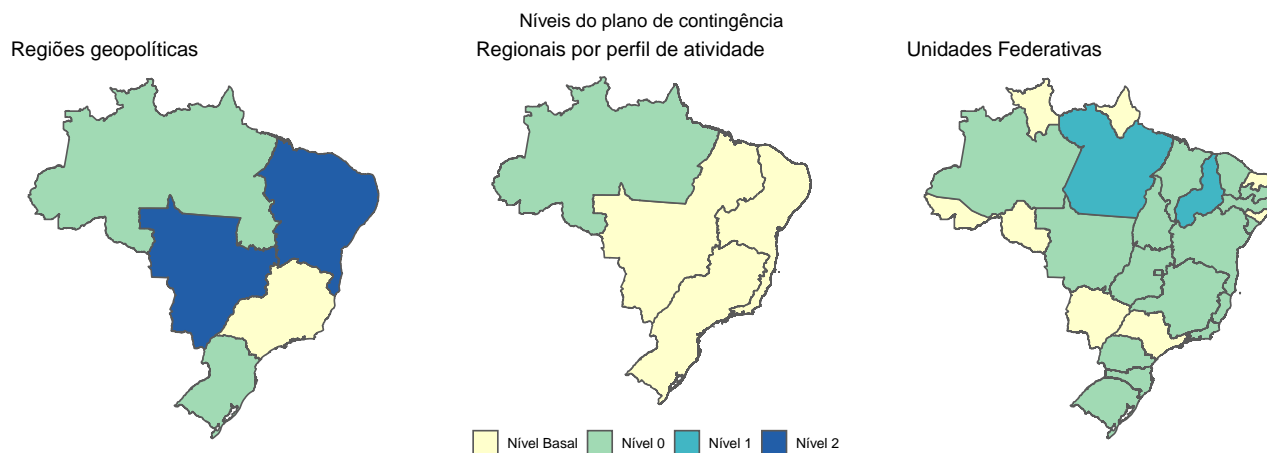 Níveis do plano de contingência
Regiões geopolíticas
Regionais por perfil de atividade
Unidades Federativas
Nível Basal
Nível 0
Nível 1
Nível 2